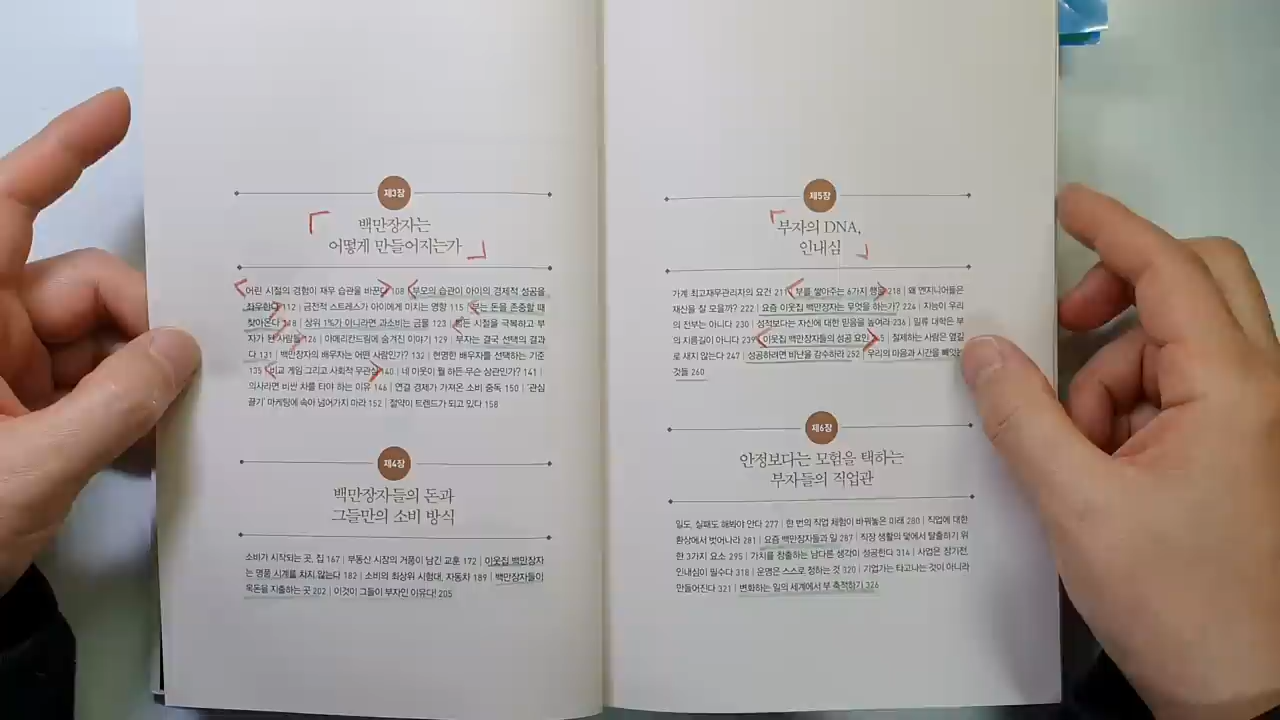 제3장
백만장자는
어떻게 만들어지는가
어린 시절의 경험이 재무 습관을 바꾼다 108 | 부모의 습관이 아이의 경제적 성공을
좌우한다 112 | 금전적 스트레스가 아이에게 미치는 영향 115 | 부는 돈을 존중할 때
찾아온다 118 | 상위 1%가 아니라면 과소비는 금물 123 | 힘든 시절을 극복하고 부
자가 된 사람들 126 | 아메리칸드림에 숨겨진 이야기 129 | 부자는 결국 선택의 결과
다 131 | 백만장자의 배우자는 어떤 사람인가? 132 | 현명한 배우자를 선택하는 기준
135 | 비교 게임 그리고 사회적 무관심 140 | 네 이웃이 뭘 하든 무슨 상관인가? 141 |
의사라면 비싼 차를 타야 하는 이유 146 | 연결 경제가 가져온 소비 중독 150 | '관심
끌기' 마케팅에 속아 넘어가지 마라 152 | 절약이 트렌드가 되고 있다 158
제4장
백만장자들의 돈과
그들만의 소비 방식
소비가 시작되는 곳, 집 167 | 부동산 시장의 거품이 남긴 교훈 172 | 이웃집 백만장자
는 명품 시계를 차지 않는다 182 | 소비의 최상위 시험대, 자동차 189 | 백만장자들이
목돈을 지출하는 곳 202 | 이것이 그들이 부자인 이유다! 205
제5장
부자의 DNA,
인내심
가계 최고재무관리자의 요건 211 | 부를 쌓아주는 6가지 행동 218 | 왜 엔지니어들은
재산을 잘 모을까? 222 | 요즘 이웃집 백만장자는 무엇을 하는가? 224 | 지능이 우리
의 전부는 아니다 230 | 성적보다는 자신에 대한 믿음을 높여라 236 | 일류 대학은 부
의 지름길이 아니다 239 | 이웃집 백만장자들의 성공 요인 | 절제하는 사람은 옆길
로 새지 않는다 247 | 성공하려면 비난을 감수하라 252 | 우리의 마음과 시간을 빼앗는
것들 260
제6장
안정보다는 모험을 택하는
부자들의 직업관
일도, 실패도 해봐야 안다 277 | 한 번의 직업 체험이 바꿔놓은 미래 280 | 직업에 대한
환상에서 벗어나라 281 | 요즘 백만장자들과 일 287 | 직장 생활의 덫에서 탈출하기 위
한 3가지 요소 295 | 가치를 창출하는 남다른 생각이 성공한다 314 | 사업은 장기전,
인내심이 필수다 318 | 운명은 스스로 정하는 것 320 | 기업가는 타고나는 것이 아니라
만들어진다 321 | 변화하는 일의 세계에서 부 축적하기 326